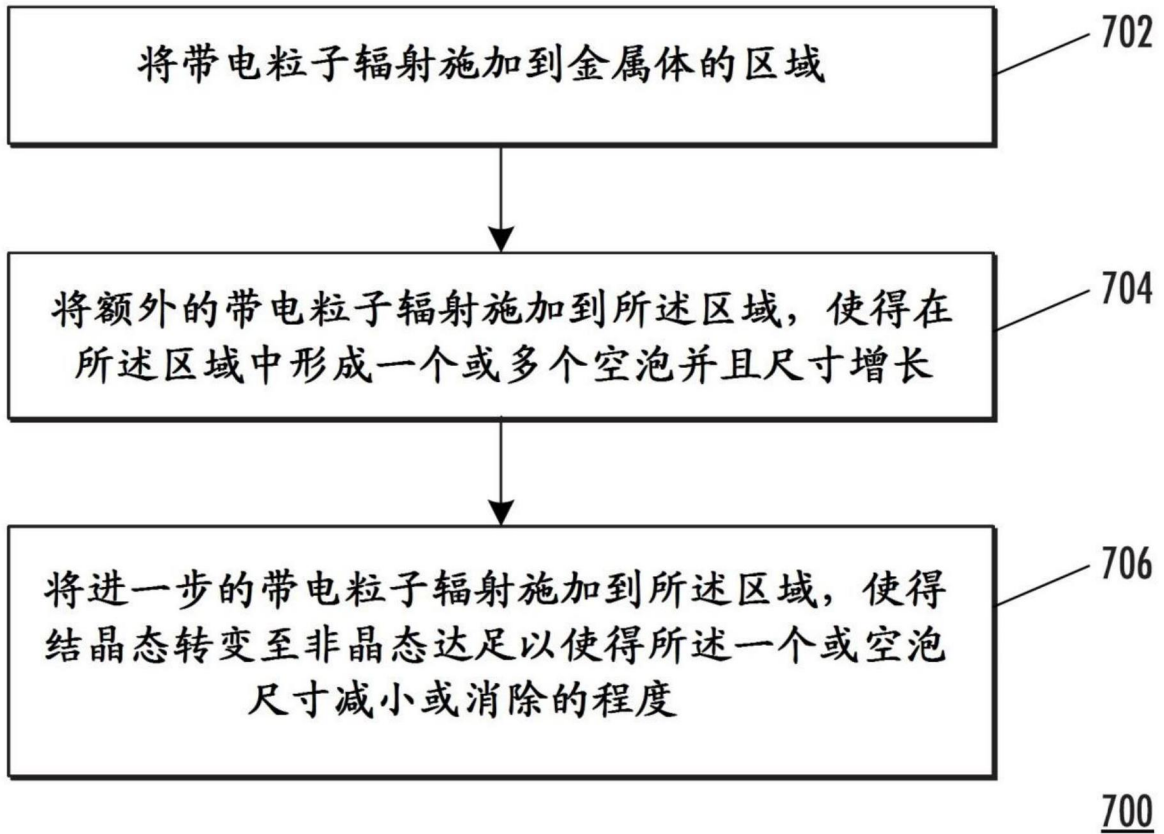 将带电粒子辐射施加到金属体的区域
702
将额外的带电粒子辐射施加到所述区域，使得在
所述区域中形成一个或多个空泡并且尺寸增长
704
将进一步的带电粒子辐射施加到所述区域，使得
结晶态转变至非晶态达足以使得所述一个或空泡
尺寸减小或消除的程度
706
700